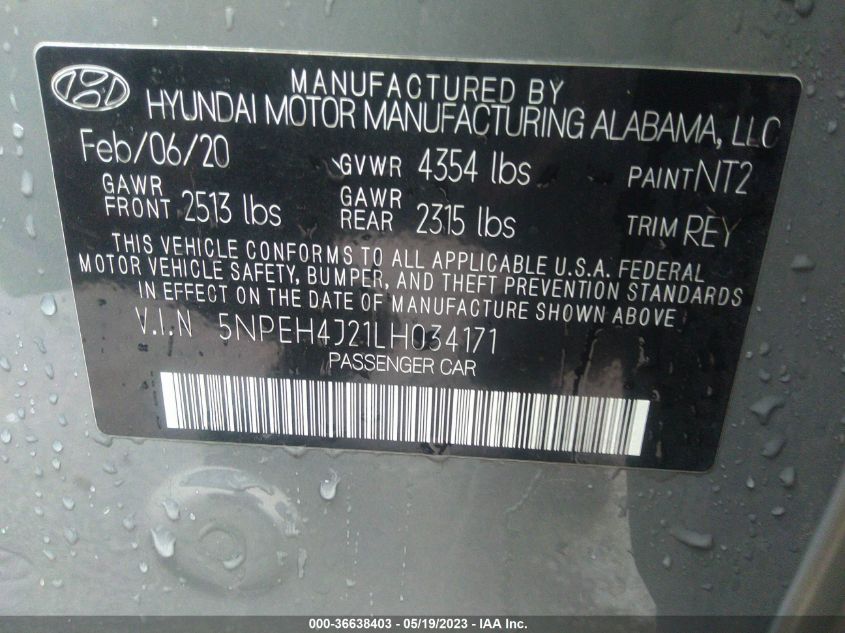 MANUFACTURED BY
HYUNDAI MOTOR MANUFACTURING ALABAMA, LLC
Feb/06/20 GVWR 4354 lbs PAINT NT2
GAWR FRONT 2513 lbs GAWR REAR 2315 lbs TRIM REY
THIS VEHICLE CONFORMS TO ALL APPLICABLE U.S.A. FEDERAL
MOTOR VEHICLE SAFETY, BUMPER, AND THEFT PREVENTION STANDARDS
IN EFFECT ON THE DATE OF MANUFACTURE SHOWN ABOVE
V.I.N 5NPEH4J21LH034171
PASSENGER CAR
000-36638403 - 05/19/2023 - IAA Inc.